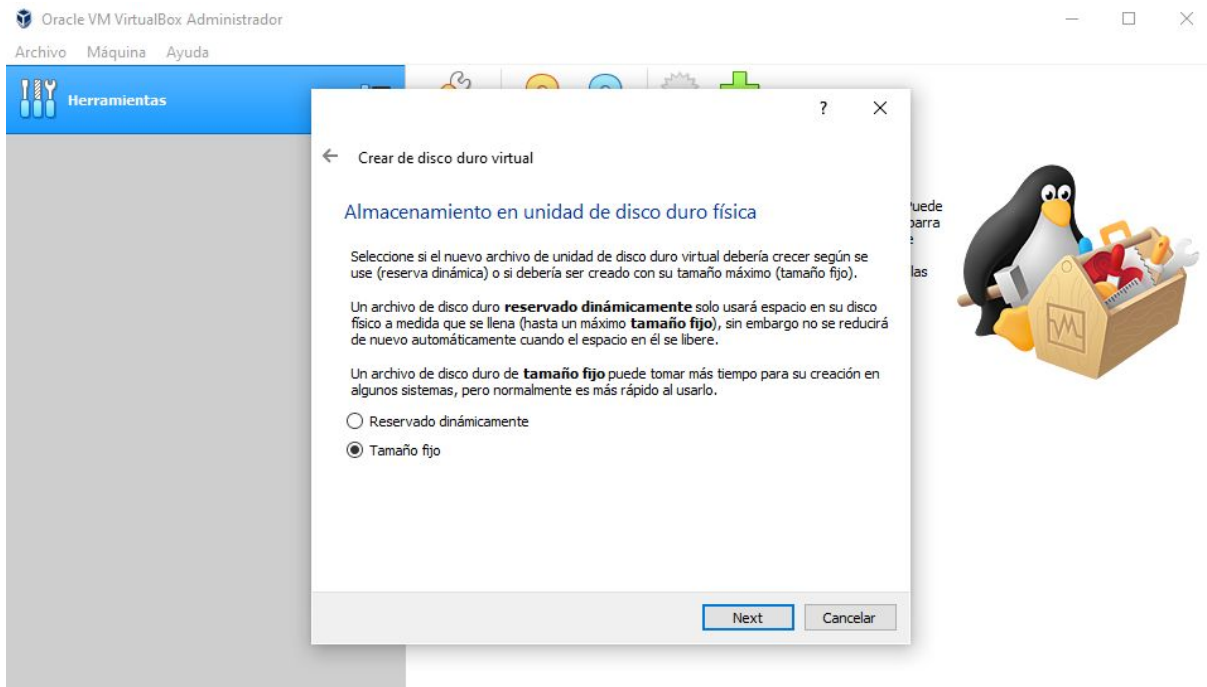 Oracle VM VirtualBox Administrador
Archivo Máquina Ayuda
Herramientas
?
Crear de disco duro virtual
Almacenamiento en unidad de disco duro física
Seleccione si el nuevo archivo de unidad de disco duro virtual debería crecer según se
use (reserva dinámica) o si debería ser creado con su tamaño máximo (tamaño fijo).
Un archivo de disco duro reservado dinámicamente solo usará espacio en su disco
físico a medida que se llena (hasta un máximo tamaño fijo), sin embargo no se reducirá
de nuevo automáticamente cuando el espacio en él se libere.
Un archivo de disco duro de tamaño fijo puede tomar más tiempo para su creación en
algunos sistemas, pero normalmente es más rápido al usarlo.
Reservado dinámicamente
Tamaño fijo
Next Cancelar
las